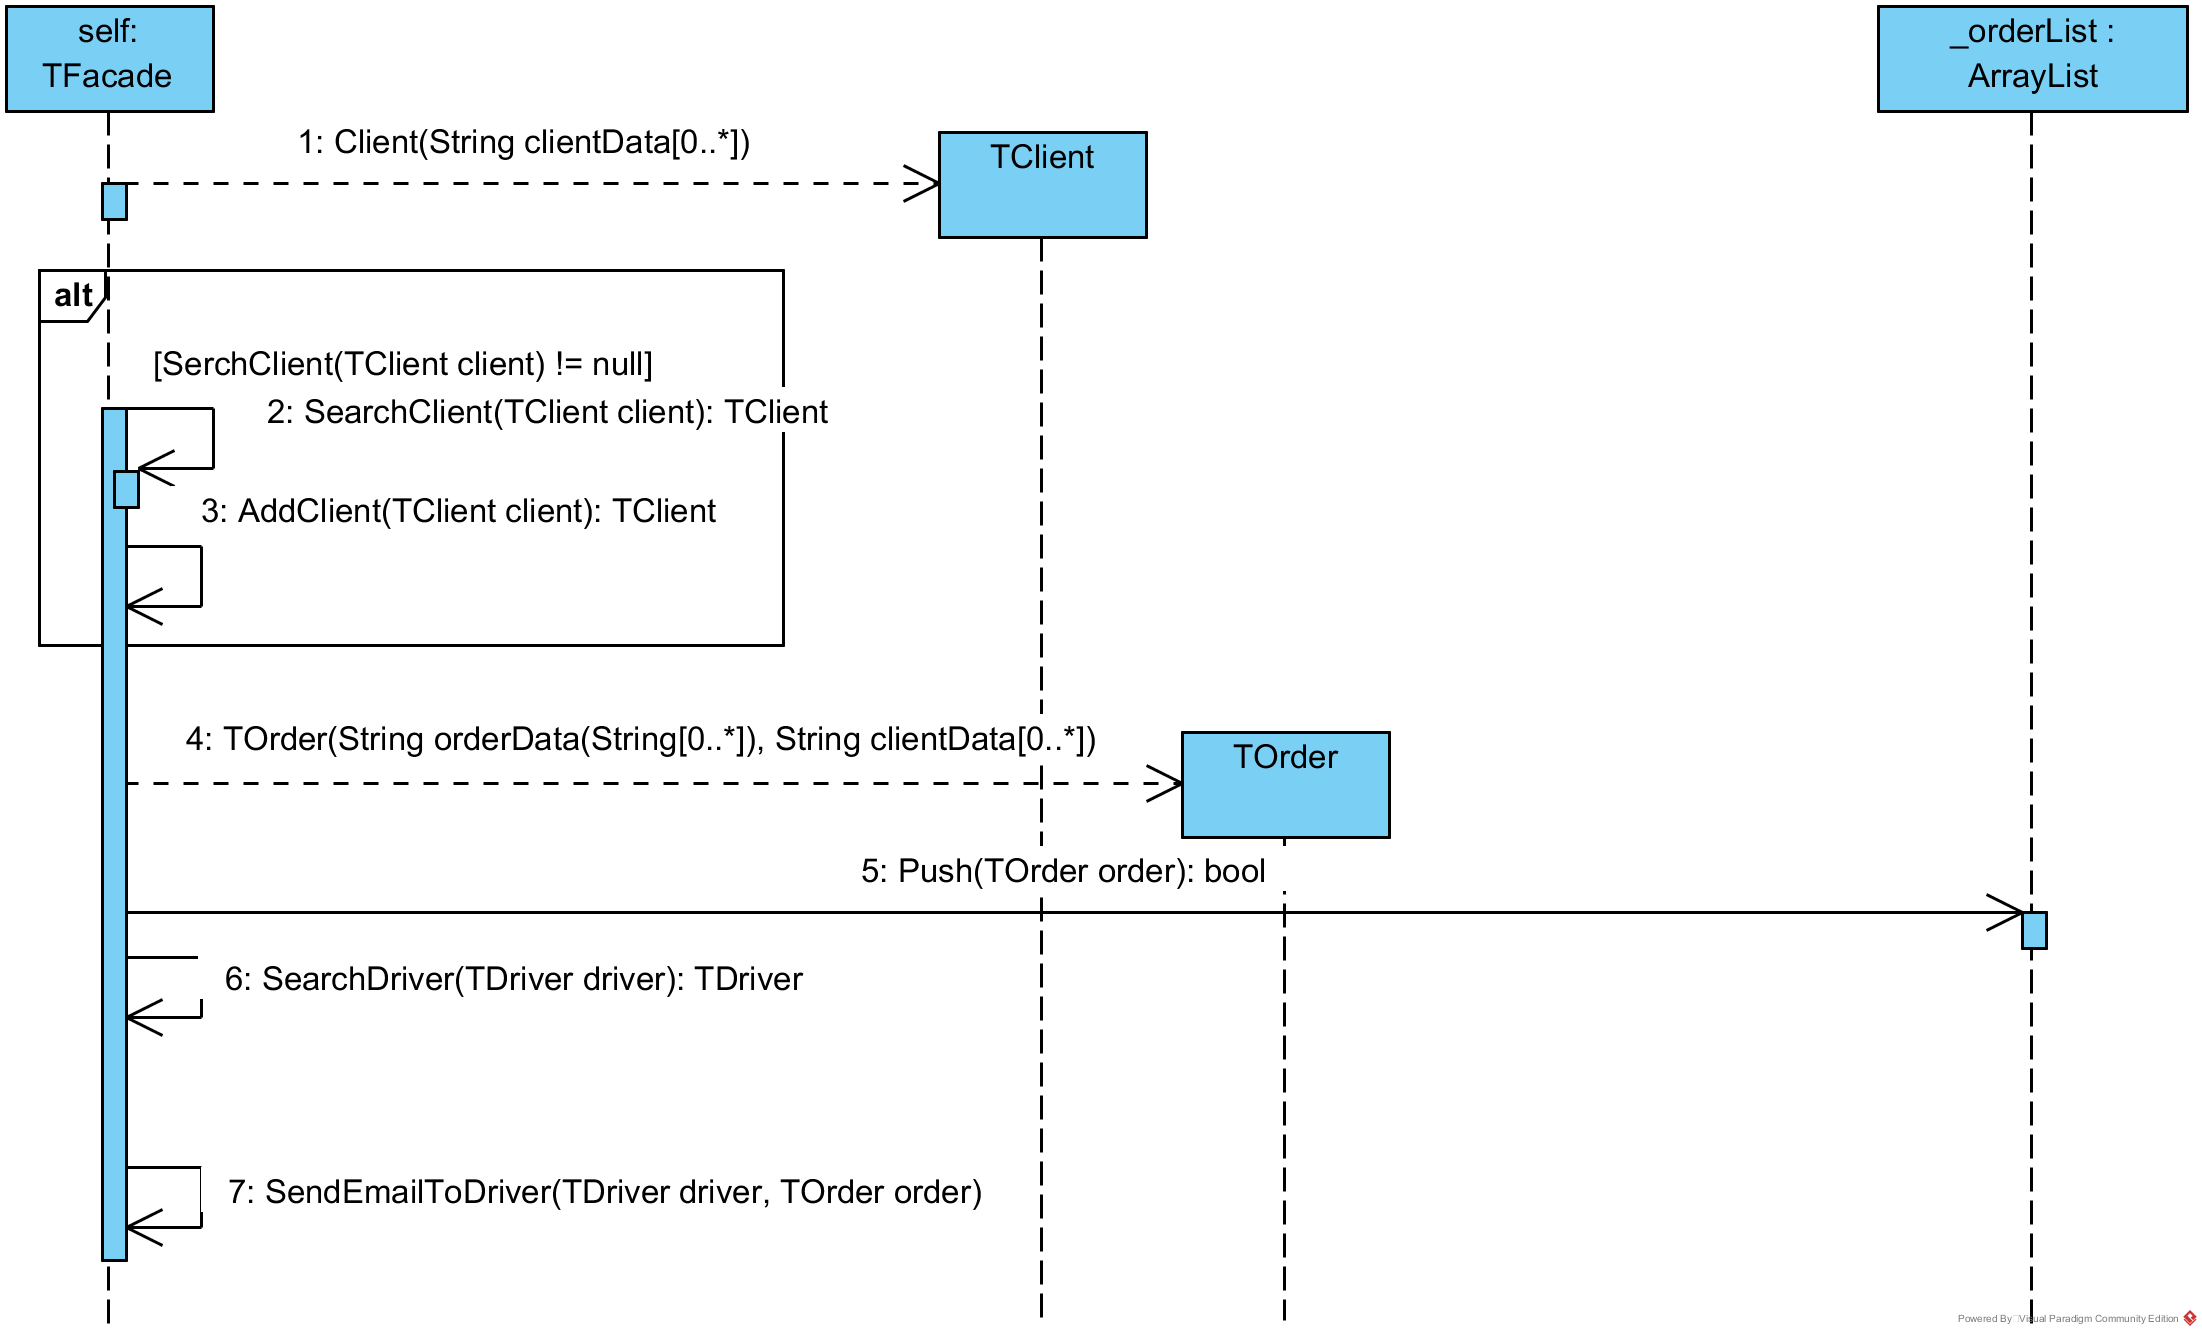 self:
TFacade
_orderList :
ArrayList
1: Client(String clientData[0..*])
TClient
alt
[SerchClient(TClient client) != null]
2: SearchClient(TClient client): TClient
3: AddClient(TClient client): TClient
4: TOrder(String orderData(String[0..*]), String clientData[0..*])
TOrder
5: Push(TOrder order): bool
6: SearchDriver(TDriver driver): TDriver
7: SendEmailToDriver(TDriver driver, TOrder order)
Powered By Visual Paradigm Community Edition